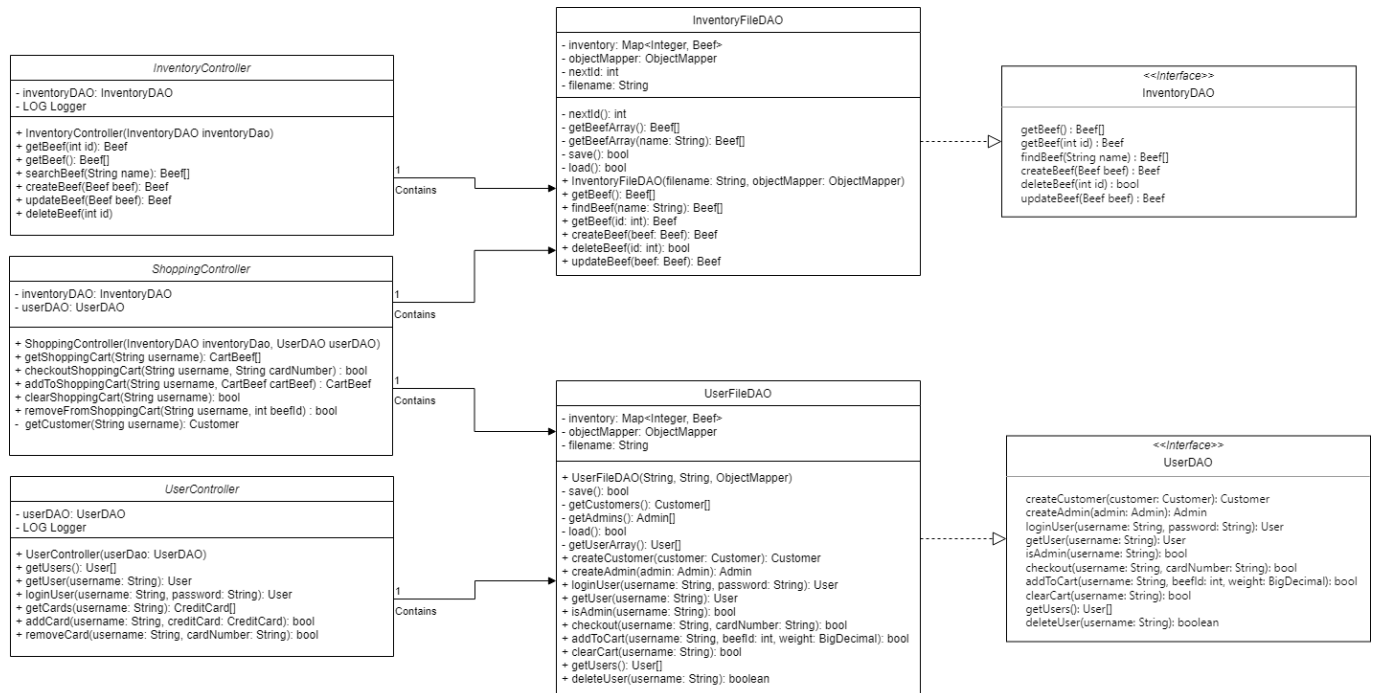 InventoryController
- inventoryDAO: InventoryDAO
- LOG Logger
+ InventoryController(InventoryDAO inventoryDao)
+ getBeef(int id): Beef
+ getBeef(): Beef[]
+ searchBeef(String name): Beef[]
+ createBeef(Beef beef): Beef
+ updateBeef(Beef beef): Beef
+ deleteBeef(int id)
1
Contains
ShoppingController
- inventoryDAO: InventoryDAO
- userDAO: UserDAO
+ ShoppingController(InventoryDAO inventoryDao, UserDAO userDAO)
+ getShoppingCart(String username): CartBeef[]
+ checkoutShoppingCart(String username, String cardNumber) : bool
+ addToShoppingCart(String username, CartBeef cartBeef) : CartBeef
+ clearShoppingCart(String username): bool
+ removeFromShoppingCart(String username, int beefId) : bool
- getCustomer(String username): Customer
1
Contains
1
Contains
UserController
- userDAO: UserDAO
- LOG Logger
+ UserController(userDao: UserDAO)
+ getUsers(): User[]
+ getUser(username: String): User
+ loginUser(username: String, password: String): User
+ getCards(username: String): CreditCard[]
+ addCard(username: String, creditCard: CreditCard): bool
+ removeCard(username: String, cardNumber: String): bool
1
Contains
InventoryFileDAO
- inventory: Map<Integer, Beef>
- objectMapper: ObjectMapper
- nextId: int
- filename: String
- nextId(): int
- getBeefArray(): Beef[]
- getBeefArray(name: String): Beef[]
- save(): bool
- load(): bool
+ InventoryFileDAO(filename: String, objectMapper: ObjectMapper)
+ getBeef(): Beef[]
+ findBeef(name: String): Beef[]
+ getBeef(id: int): Beef
+ createBeef(beef: Beef): Beef
+ deleteBeef(id: int): bool
+ updateBeef(beef: Beef): Beef
UserFileDAO
- inventory: Map<Integer, Beef>
- objectMapper: ObjectMapper
- filename: String
+ UserFileDAO(String, String, ObjectMapper)
- save(): bool
- getCustomers(): Customer[]
- getAdmins(): Admin[]
- load(): bool
- getUserArray(): User[]
+ createCustomer(customer: Customer): Customer
+ createAdmin(admin: Admin): Admin
+ loginUser(username: String, password: String): User
+ getUser(username: String): User
+ isAdmin(username: String): bool
+ checkout(username: String, cardNumber: String): bool
+ addToCart(username: String, beefId: int, weight: BigDecimal): bool
+ clearCart(username: String): bool
+ getUsers(): User[]
+ deleteUser(username: String): boolean
<<Interface>>
InventoryDAO
getBeef() : Beef[]
getBeef(int id) : Beef
findBeef(String name) : Beef[]
createBeef(Beef beef) : Beef
deleteBeef(int id) : bool
updateBeef(Beef beef) : Beef
<<Interface>>
UserDAO
createCustomer(customer: Customer): Customer
createAdmin(admin: Admin): Admin
loginUser(username: String, password: String): User
getUser(username: String): User
isAdmin(username: String): bool
checkout(username: String, cardNumber: String): bool
addToCart(username: String, beefId: int, weight: BigDecimal): bool
clearCart(username: String): bool
getUsers(): User[]
deleteUser(username: String): boolean